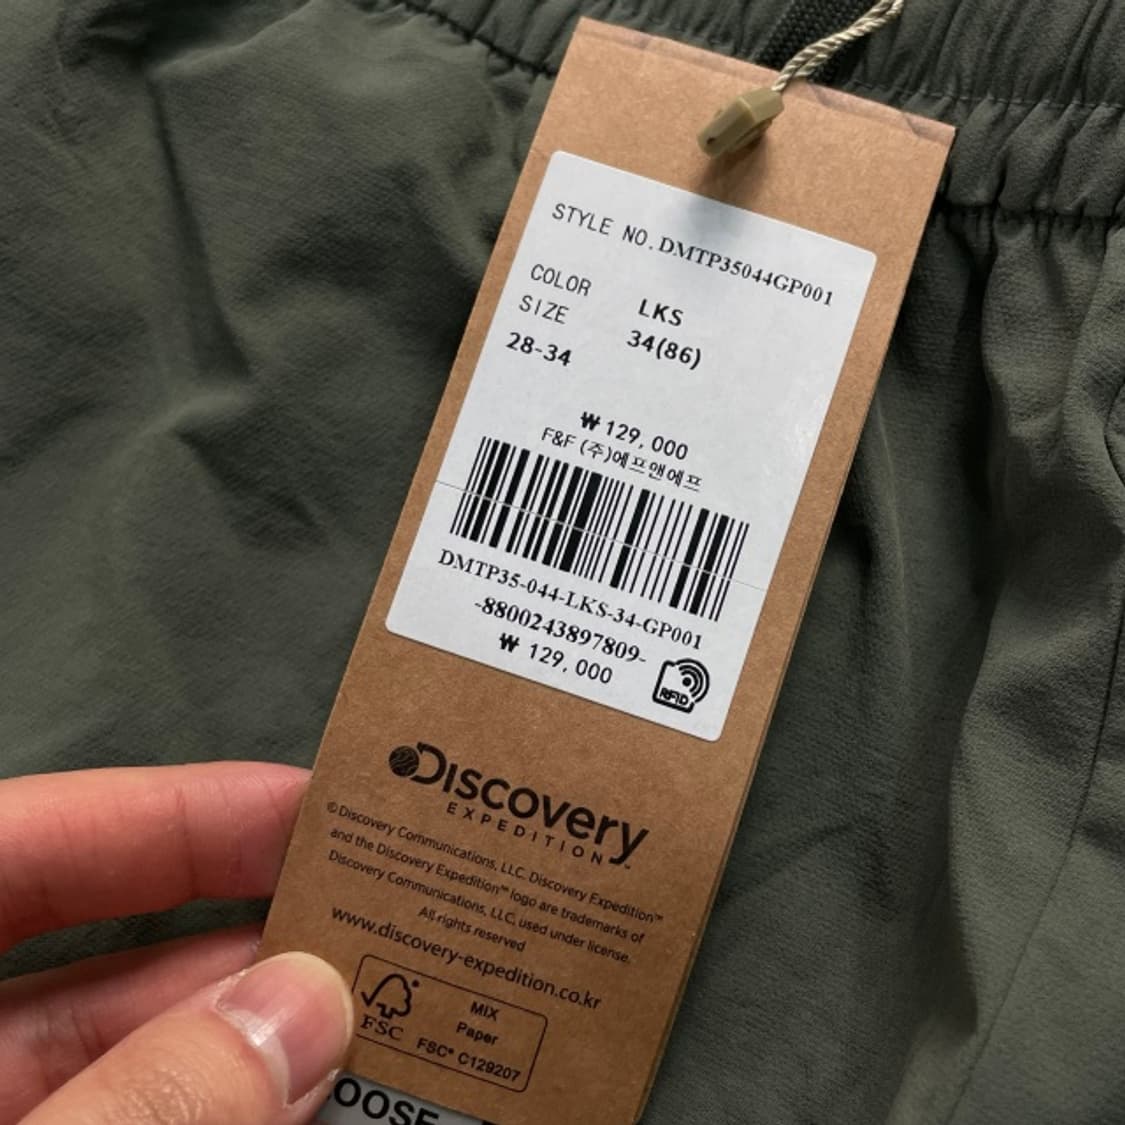 STYLE NO. DMTP35044GP001
COLOR LKS
SIZE 34(86)
28-34
₩ 129,000
F&F (주)에프앤에프
DMTP35-044-LKS-34-GP001
-8800243897809-
₩ 129,000
RFID
DISCOVERY
EXPEDITION™
© Discovery Communications, LLC. Discovery Expedition™
and the Discovery Expedition™ logo are trademarks of
Discovery Communications, LLC, used under license.
All rights reserved
www.discovery-expedition.co.kr
FSC
MIX
Paper
FSC® C129207